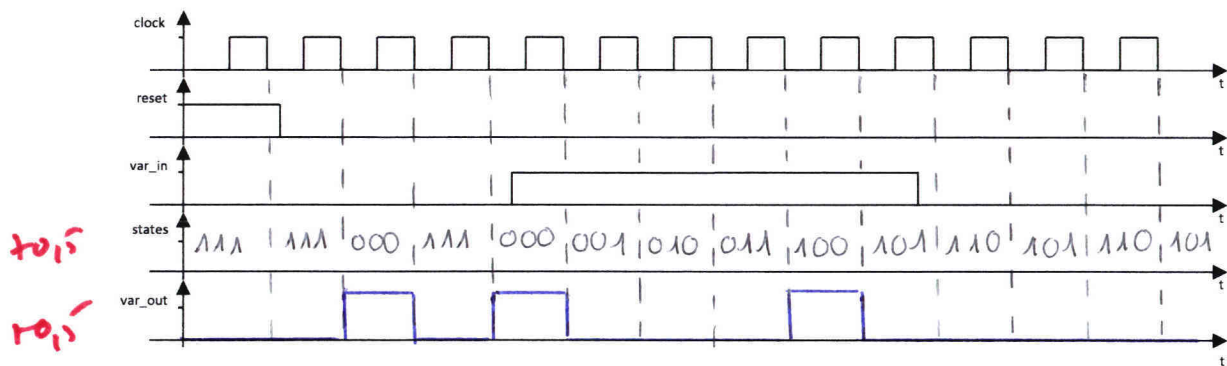 clock
t
reset
t
var_in
t
+0,5 states 111 111 000 111 000 001 010 011 100 101 110 101 110 101
t
+0,5 var_out
t